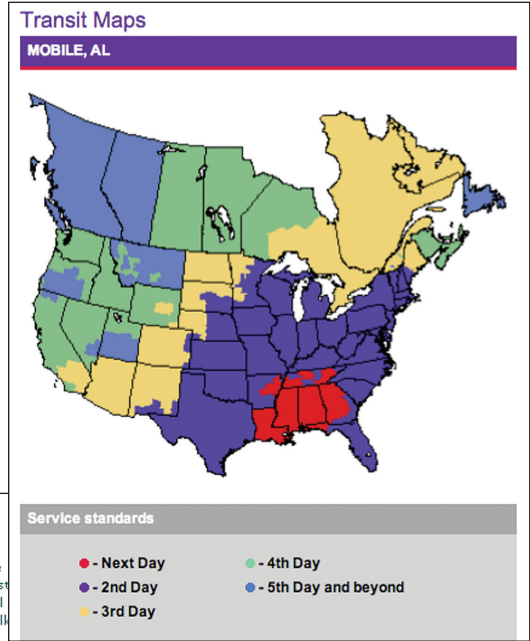 Transit Maps
MOBILE, AL
Service standards
- Next Day
- 2nd Day
- 3rd Day
- 4th Day
- 5th Day and beyond